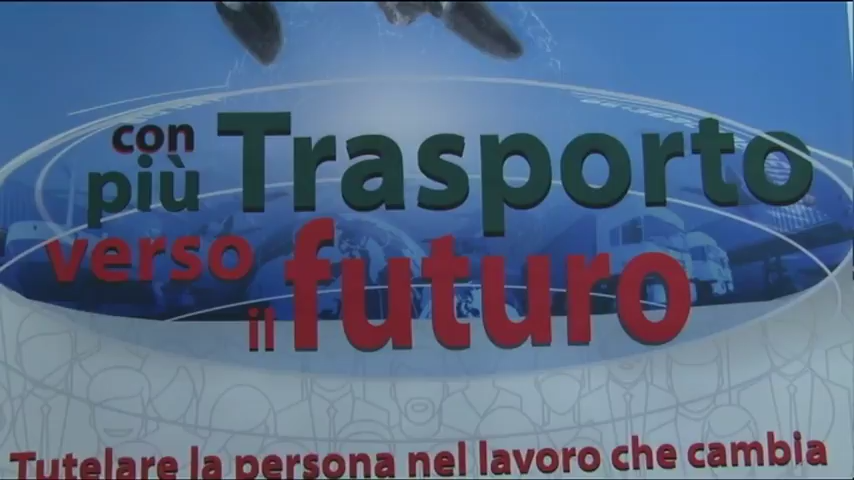 con
più Trasporto
verso
il futuro
Tutelare la persona nel lavoro che cambia